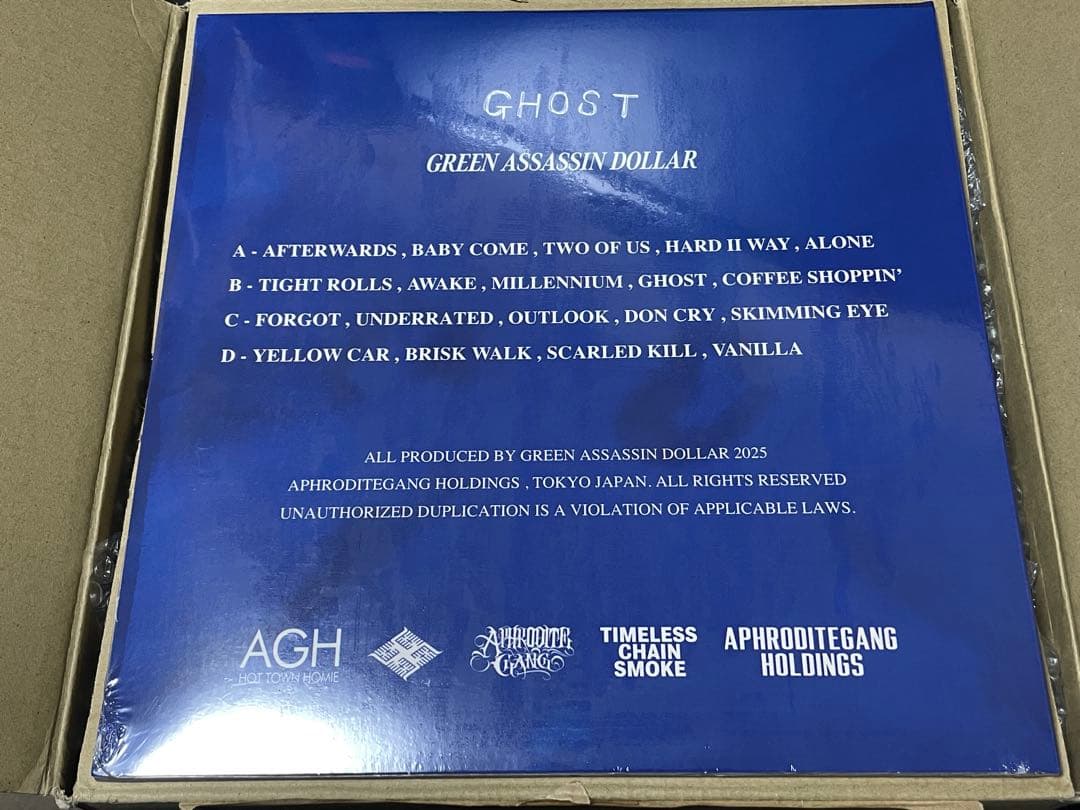 GHOST
GREEN ASSASSIN DOLLAR
A - AFTERWARDS , BABY COME , TWO OF US , HARD II WAY , ALONE
B - TIGHT ROLLS , AWAKE , MILLENNIUM , GHOST , COFFEE SHOPPIN’
C - FORGOT , UNDERRATED , OUTLOOK , DON CRY , SKIMMING EYE
D - YELLOW CAR , BRISK WALK , SCARLED KILL , VANILLA
ALL PRODUCED BY GREEN ASSASSIN DOLLAR 2025
APHRODITEGANG HOLDINGS , TOKYO JAPAN. ALL RIGHTS RESERVED
UNAUTHORIZED DUPLICATION IS A VIOLATION OF APPLICABLE LAWS.
AGH
HOT TOWN HOMIE
APHRODITE
GANG
TIMELESS
CHAIN
SMOKE
APHRODITEGANG
HOLDINGS